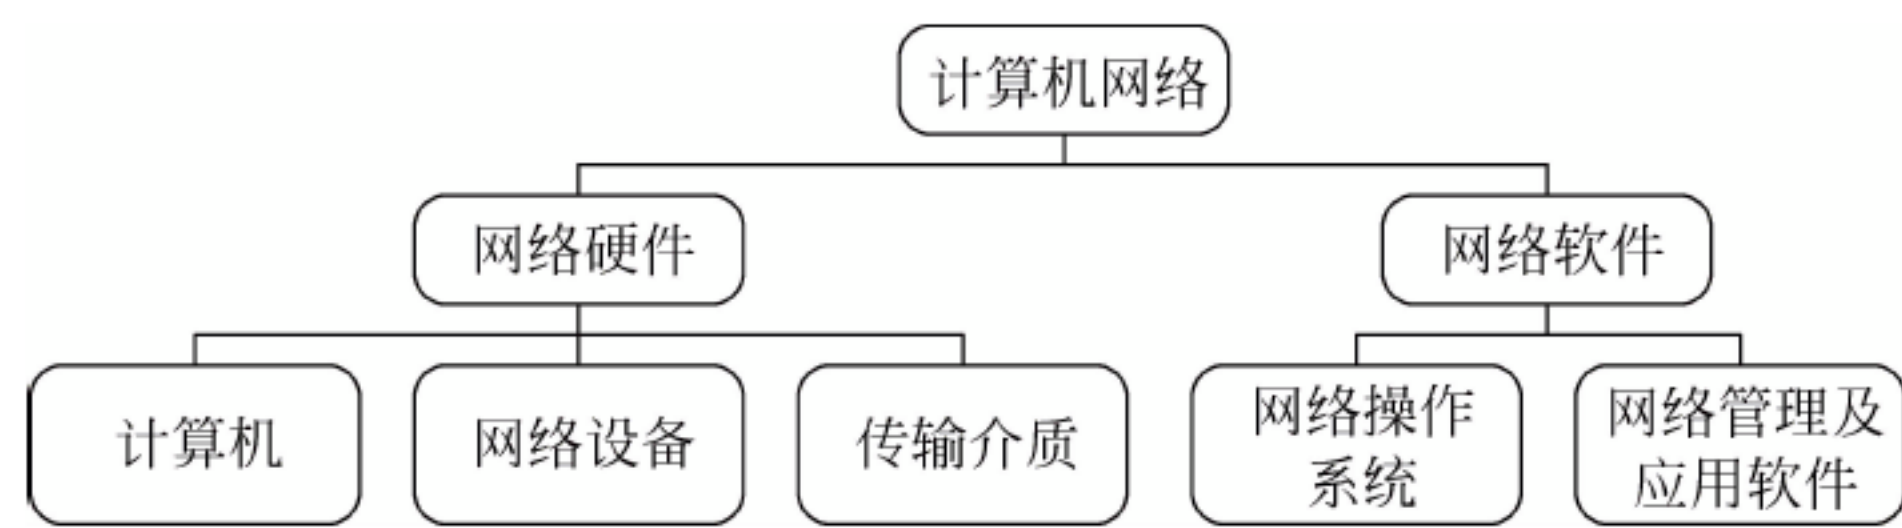 计算机网络
网络硬件
网络软件
计算机
网络设备
传输介质
网络操作
系统
网络管理及
应用软件